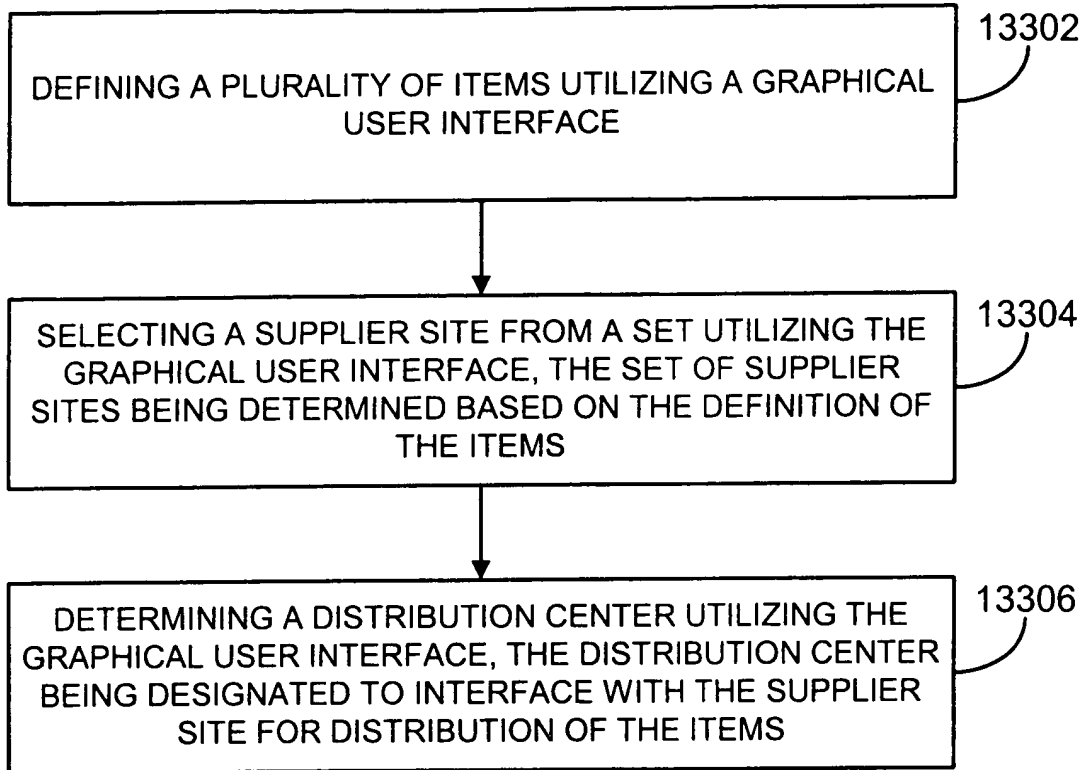 13302
DEFINING A PLURALITY OF ITEMS UTILIZING A GRAPHICAL
USER INTERFACE
13304
SELECTING A SUPPLIER SITE FROM A SET UTILIZING THE
GRAPHICAL USER INTERFACE, THE SET OF SUPPLIER
SITES BEING DETERMINED BASED ON THE DEFINITION OF
THE ITEMS
13306
DETERMINING A DISTRIBUTION CENTER UTILIZING THE
GRAPHICAL USER INTERFACE, THE DISTRIBUTION CENTER
BEING DESIGNATED TO INTERFACE WITH THE SUPPLIER
SITE FOR DISTRIBUTION OF THE ITEMS